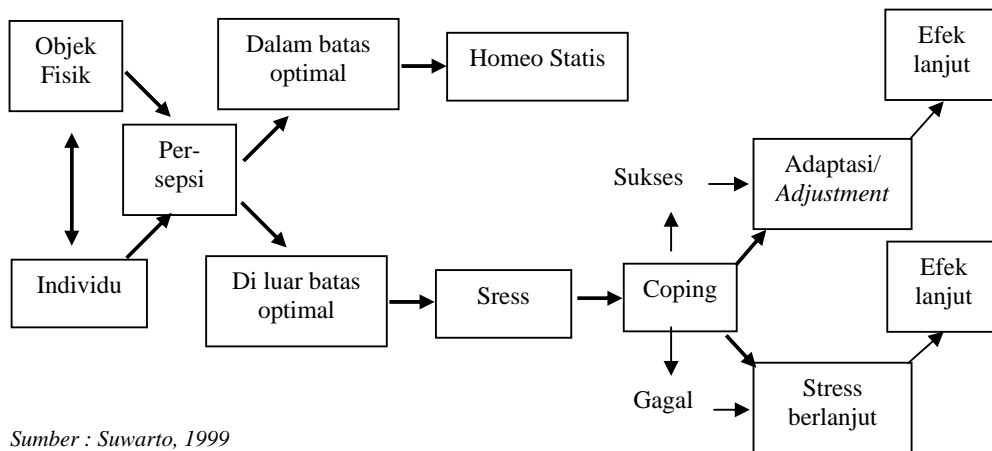 Objek
Fisik
Dalam batas
optimal
Homeo Statis
Efek
lanjut
Per-
sepsi
Sukses
Adaptasi/
Adjustment
Individu
Di luar batas
optimal
Sress
Coping
Efek
lanjut
Gagal
Stress
berlanjut
Sumber : Suwarto, 1999